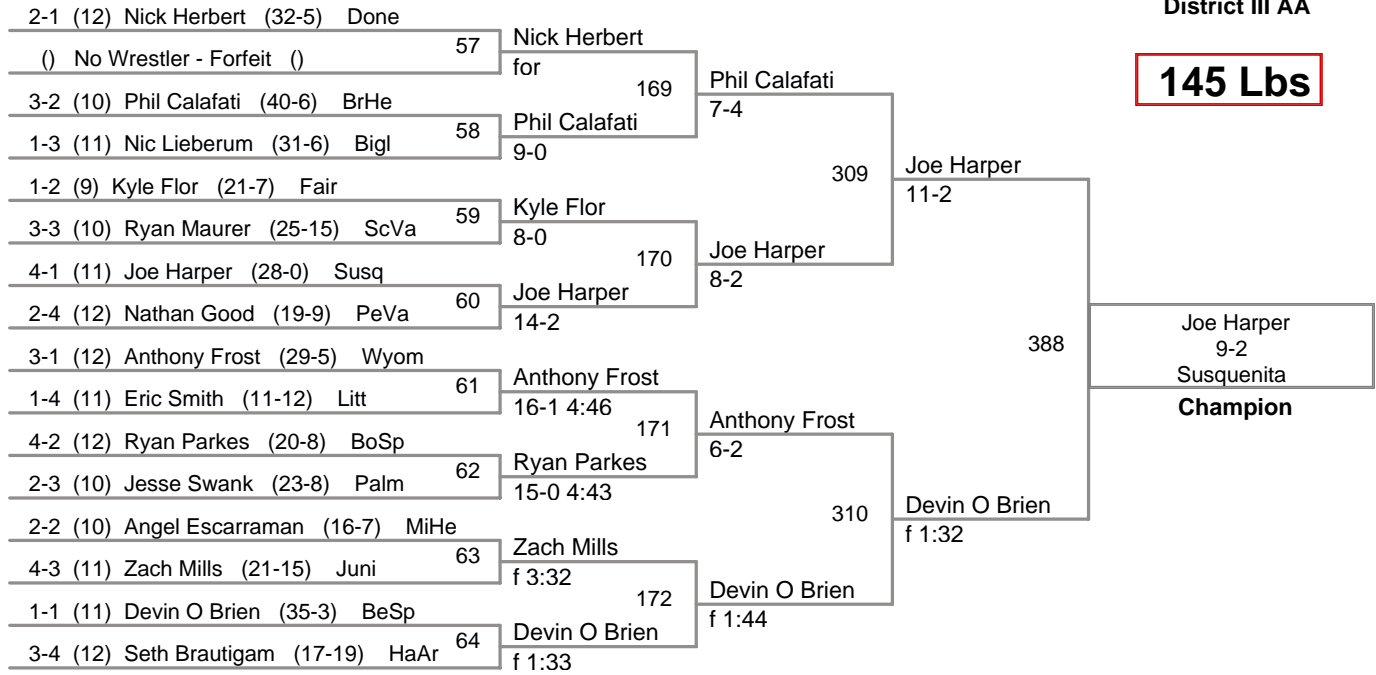 District III AA
145 Lbs
2-1 (12) Nick Herbert (32-5) Done
() No Wrestler - Forfeit ()
3-2 (10) Phil Calafati (40-6) BrHe
1-3 (11) Nic Lieberum (31-6) Bigl
1-2 (9) Kyle Flor (21-7) Fair
3-3 (10) Ryan Maurer (25-15) ScVa
4-1 (11) Joe Harper (28-0) Susq
2-4 (12) Nathan Good (19-9) PeVa
3-1 (12) Anthony Frost (29-5) Wyom
1-4 (11) Eric Smith (11-12) Litt
4-2 (12) Ryan Parkes (20-8) BoSp
2-3 (10) Jesse Swank (23-8) Palm
2-2 (10) Angel Escarraman (16-7) MiHe
4-3 (11) Zach Mills (21-15) Juni
1-1 (11) Devin O Brien (35-3) BeSp
3-4 (12) Seth Brautigam (17-19) HaAr
57
58
59
60
61
62
63
64
Nick Herbert
for
Phil Calafati
9-0
Kyle Flor
8-0
Joe Harper
14-2
Anthony Frost
16-1 4:46
Ryan Parkes
15-0 4:43
Zach Mills
f 3:32
Devin O Brien
f 1:33
169
170
171
172
Phil Calafati
7-4
Joe Harper
8-2
Anthony Frost
6-2
Devin O Brien
f 1:44
309
310
Joe Harper
11-2
Devin O Brien
f 1:32
388
Joe Harper
9-2
Susquenita
Champion